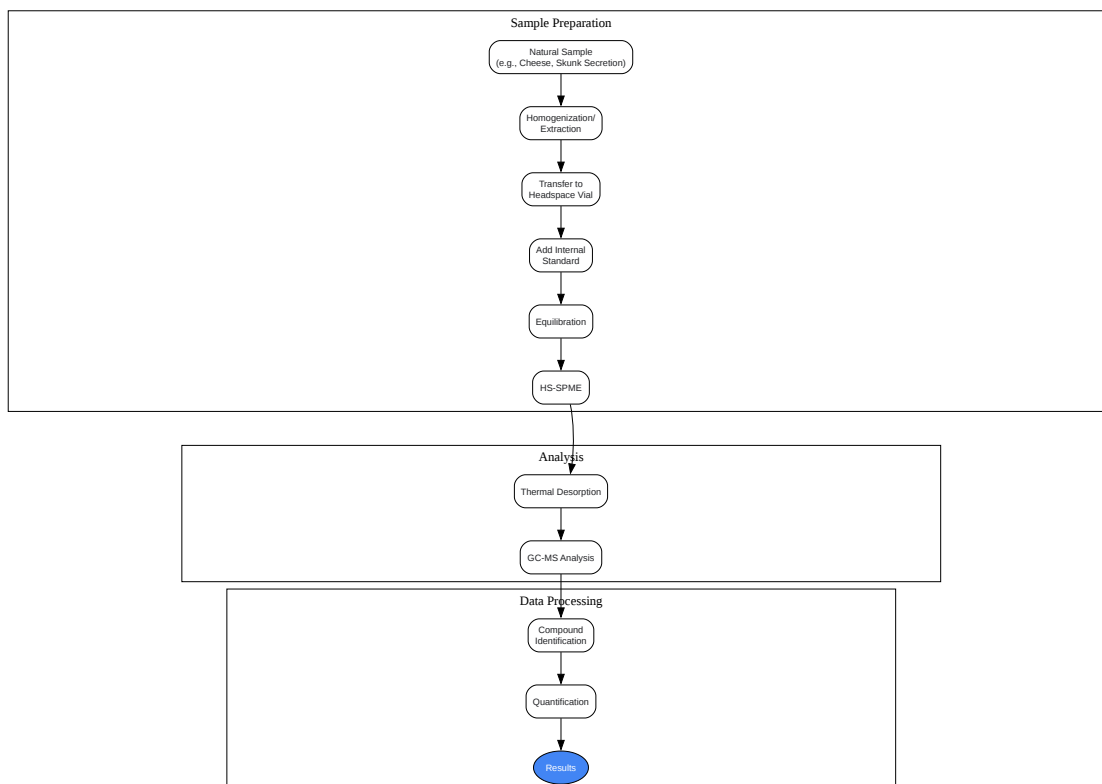 Sample Preparation
Natural Sample
(e.g., Cheese, Skunk Secretion)
Homogenization/
Extraction
Transfer to
Headspace Vial
Add Internal
Standard
Equilibration
HS-SPME
Analysis
Thermal Desorption
GC-MS Analysis
Data Processing
Compound
Identification
Quantification
Results